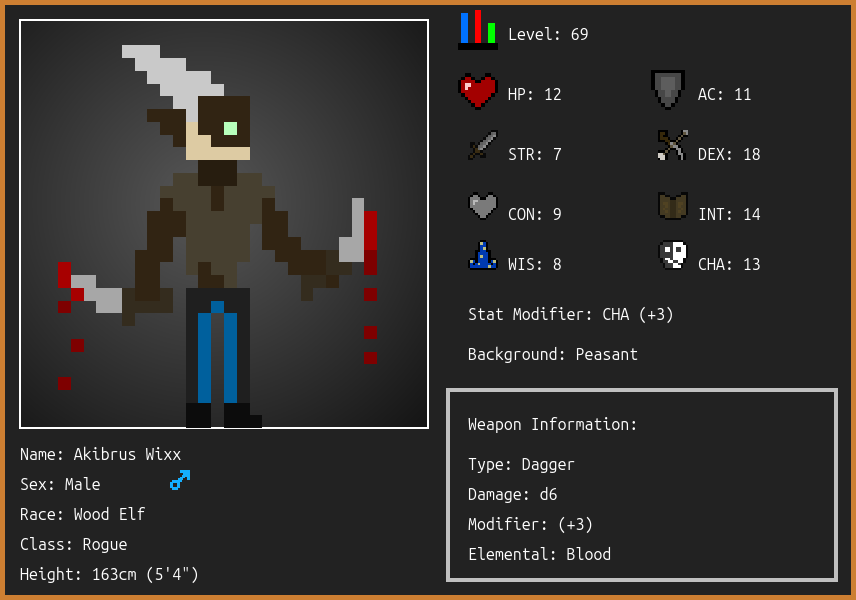 Level: 69
HP: 12
AC: 11
STR: 7
DEX: 18
CON: 9
INT: 14
WIS: 8
CHA: 13
Stat Modifier: CHA (+3)
Background: Peasant
Weapon Information:
Type: Dagger
Damage: d6
Modifier: (+3)
Elemental: Blood
Name: Akibrus Wixx
Sex: Male
Race: Wood Elf
Class: Rogue
Height: 163cm (5'4")